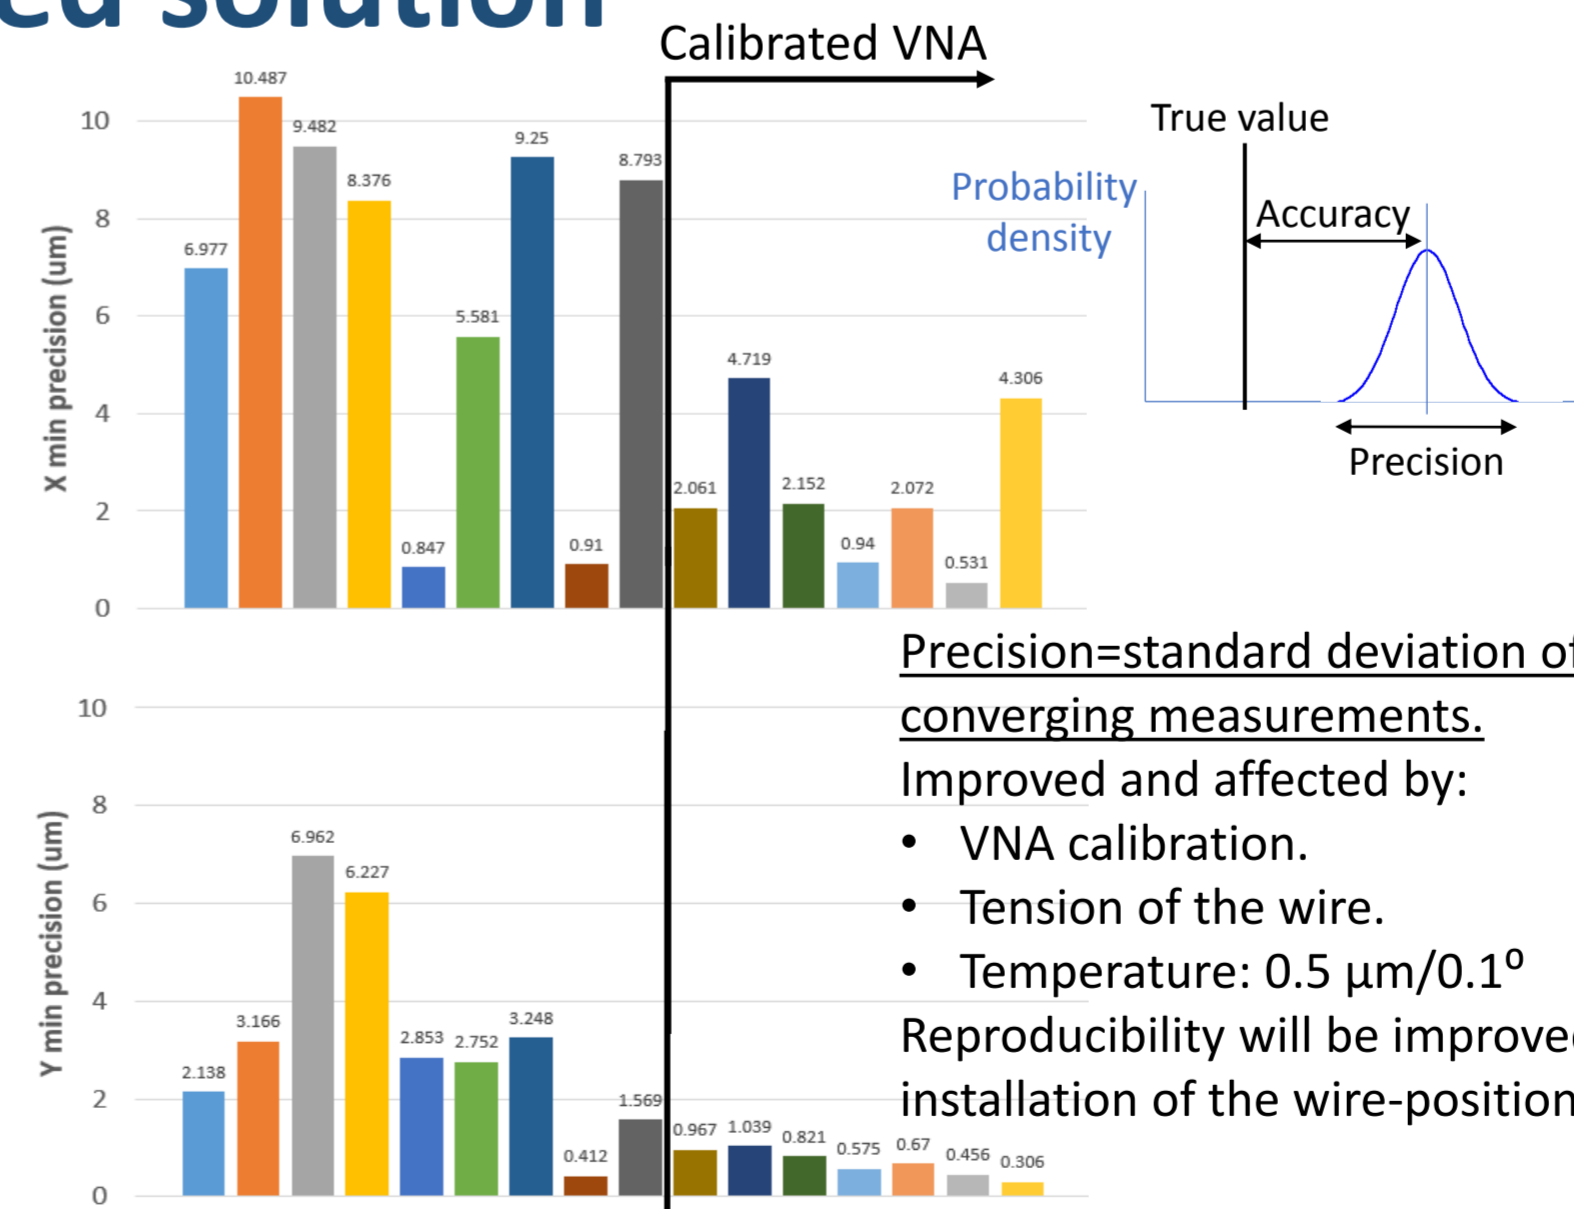 ed solution
Calibrated VNA
10.487
9.482
8.376
6.977
0.847
5.581
9.25
0.91
8.793
2.061
4.719
2.152
0.94
2.072
0.531
4.306
10
8
6
4
2
0
X min precision (um)
True value
Probability
density
Accuracy
Precision
Precision=standard deviation of
converging measurements.
Improved and affected by:
• VNA calibration.
• Tension of the wire.
• Temperature: 0.5 µm/0.1º
Reproducibility will be improve
installation of the wire-position
10
8
6
4
2
0
Y min precision (um)
2.138
3.166
6.962
6.227
2.853
2.752
3.248
0.412
1.569
0.967
1.039
0.821
0.575
0.67
0.456
0.306